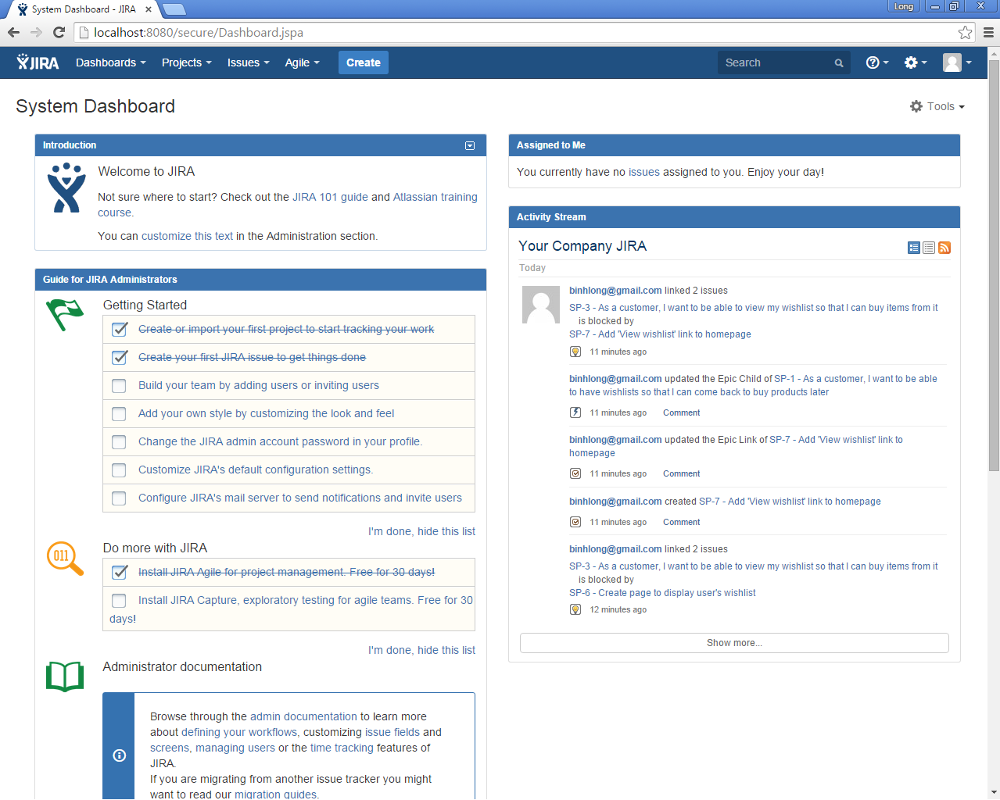 System Dashboard - JIRA
Long
localhost:8080/secure/Dashboard.jspa
JIRA Dashboards Projects Issues Agile Create Search
System Dashboard
Tools
Introduction
Welcome to JIRA
Not sure where to start? Check out the JIRA 101 guide and Atlassian training
course.
You can customize this text in the Administration section.
Guide for JIRA Administrators
Getting Started
Create or import your first project to start tracking your work
Create your first JIRA issue to get things done
Build your team by adding users or inviting users
Add your own style by customizing the look and feel
Change the JIRA admin account password in your profile.
Customize JIRA's default configuration settings.
Configure JIRA's mail server to send notifications and invite users
I'm done, hide this list
011
Do more with JIRA
Install JIRA Agile for project management. Free for 30 days!
Install JIRA Capture, exploratory testing for agile teams. Free for 30
days!
I'm done, hide this list
Administrator documentation
Browse through the admin documentation to learn more
about defining your workflows, customizing issue fields and
screens, managing users or the time tracking features of
JIRA.
If you are migrating from another issue tracker you might
want to read our migration guides.
Assigned to Me
You currently have no issues assigned to you. Enjoy your day!
Activity Stream
Your Company JIRA
Today
binhlong@gmail.com linked 2 issues
SP-3 - As a customer, I want to be able to view my wishlist so that I can buy items from it
is blocked by
SP-7 - Add 'View wishlist' link to homepage
11 minutes ago
binhlong@gmail.com updated the Epic Child of SP-1 - As a customer, I want to be able
to have wishlists so that I can come back to buy products later
11 minutes ago Comment
binhlong@gmail.com updated the Epic Link of SP-7 - Add 'View wishlist' link to
homepage
11 minutes ago Comment
binhlong@gmail.com created SP-7 - Add 'View wishlist' link to homepage
11 minutes ago Comment
binhlong@gmail.com linked 2 issues
SP-3 - As a customer, I want to be able to view my wishlist so that I can buy items from it
is blocked by
SP-6 - Create page to display user's wishlist
12 minutes ago
Show more...